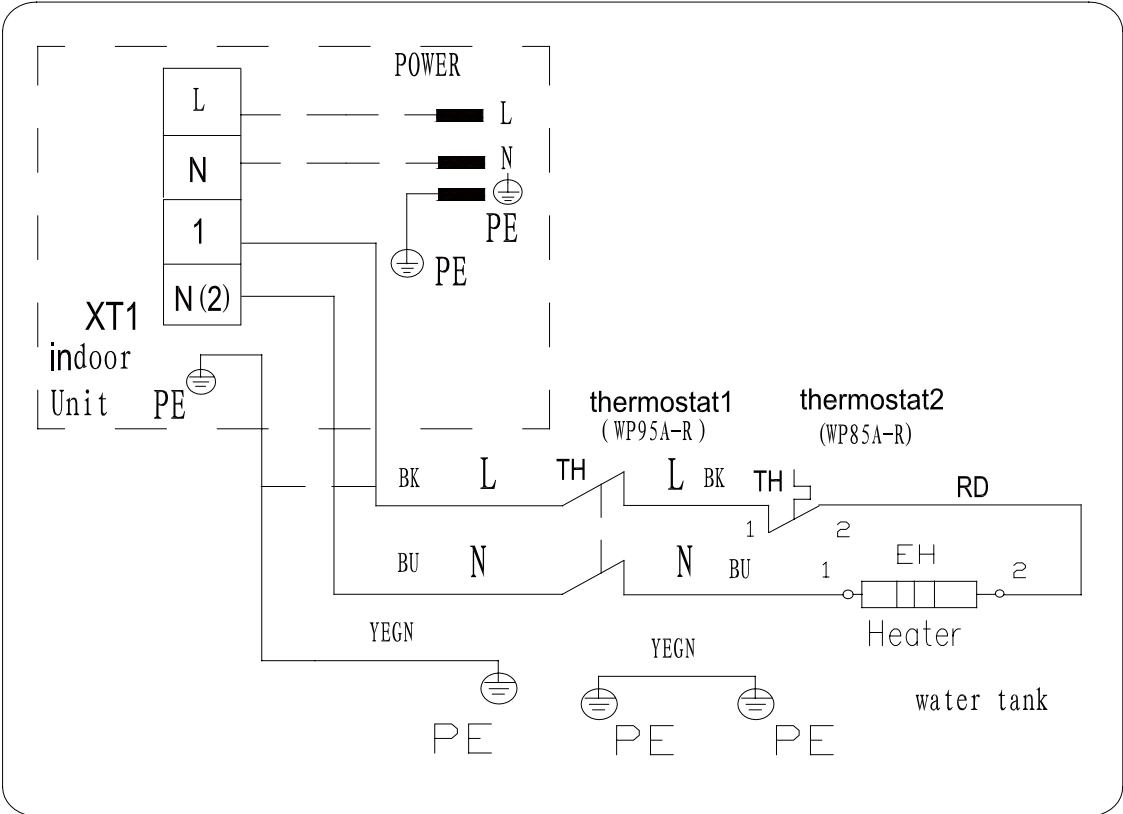 POWER
L
L
N
N
PE
1
PE
N(2)
XT1
indoor
Unit
PE
thermostat1
(WP95A-R)
thermostat2
(WP85A-R)
BK
L
TH
L
BK
TH
RD
1
2
BU
N
N
BU
1
EH
2
Heater
YEGN
YEGN
water tank
PE
PE
PE